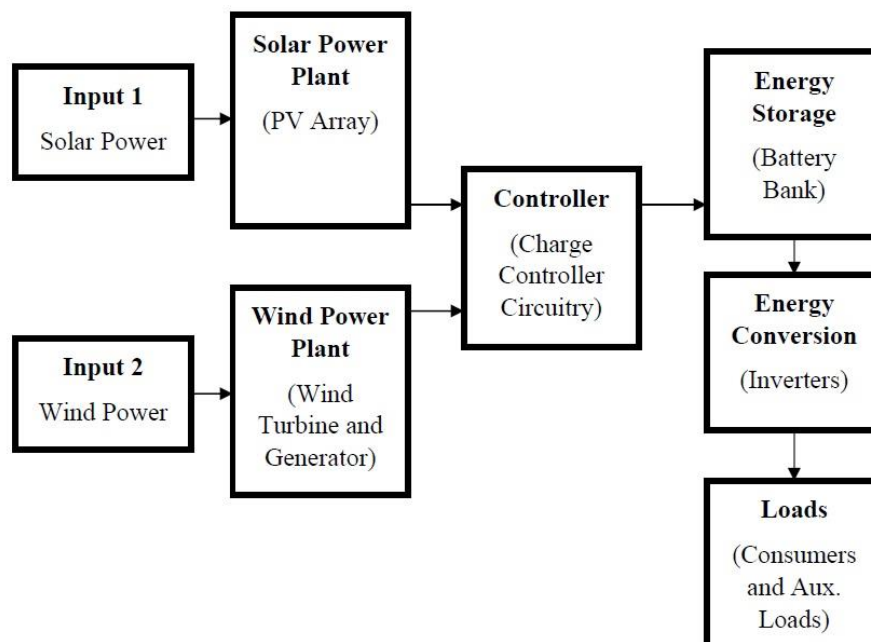 Input 1
Solar Power
Solar Power
Plant
(PV Array)
Input 2
Wind Power
Wind Power
Plant
(Wind
Turbine and
Generator)
Controller
(Charge
Controller
Circuitry)
Energy
Storage
(Battery
Bank)
Energy
Conversion
(Inverters)
Loads
(Consumers
and Aux.
Loads)